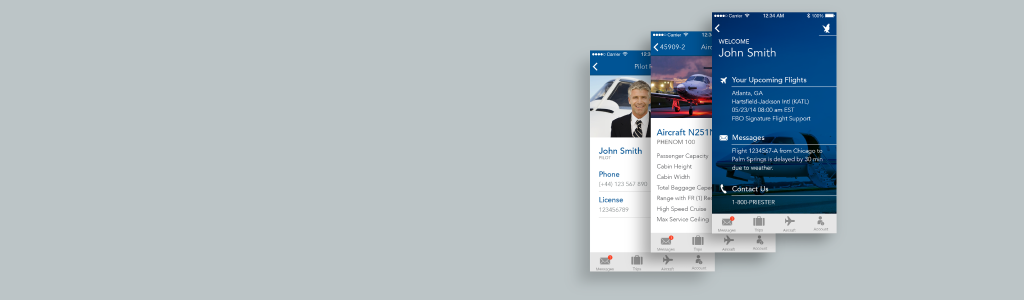 Carrier
12:3
Pilot
John Smith
PILOT
Phone
(+44) 123 567 890
License
123456789
Messages
Trips
Aircraft
Account
Carrier
12:3
45909-2
Airc
Aircraft N251
PHENOM 100
Passenger Capacity
Cabin Height
Cabin Width
Total Baggage Capa
Range with FR (1) Re
High Speed Cruise
Max Service Ceiling
Messages
Trips
Aircraft
Account
Carrier
12:34 AM
100%
WELCOME
John Smith
Your Upcoming Flights
Atlanta, GA
Hartsfield-Jackson Intl (KATL)
05/23/14 08:00 am EST
FBO Signature Flight Support
Messages
Flight 1234567-A from Chicago to
Palm Springs is delayed by 30 min
due to weather.
Contact Us
1-800-PRIESTER
Messages
Trips
Aircraft
Account